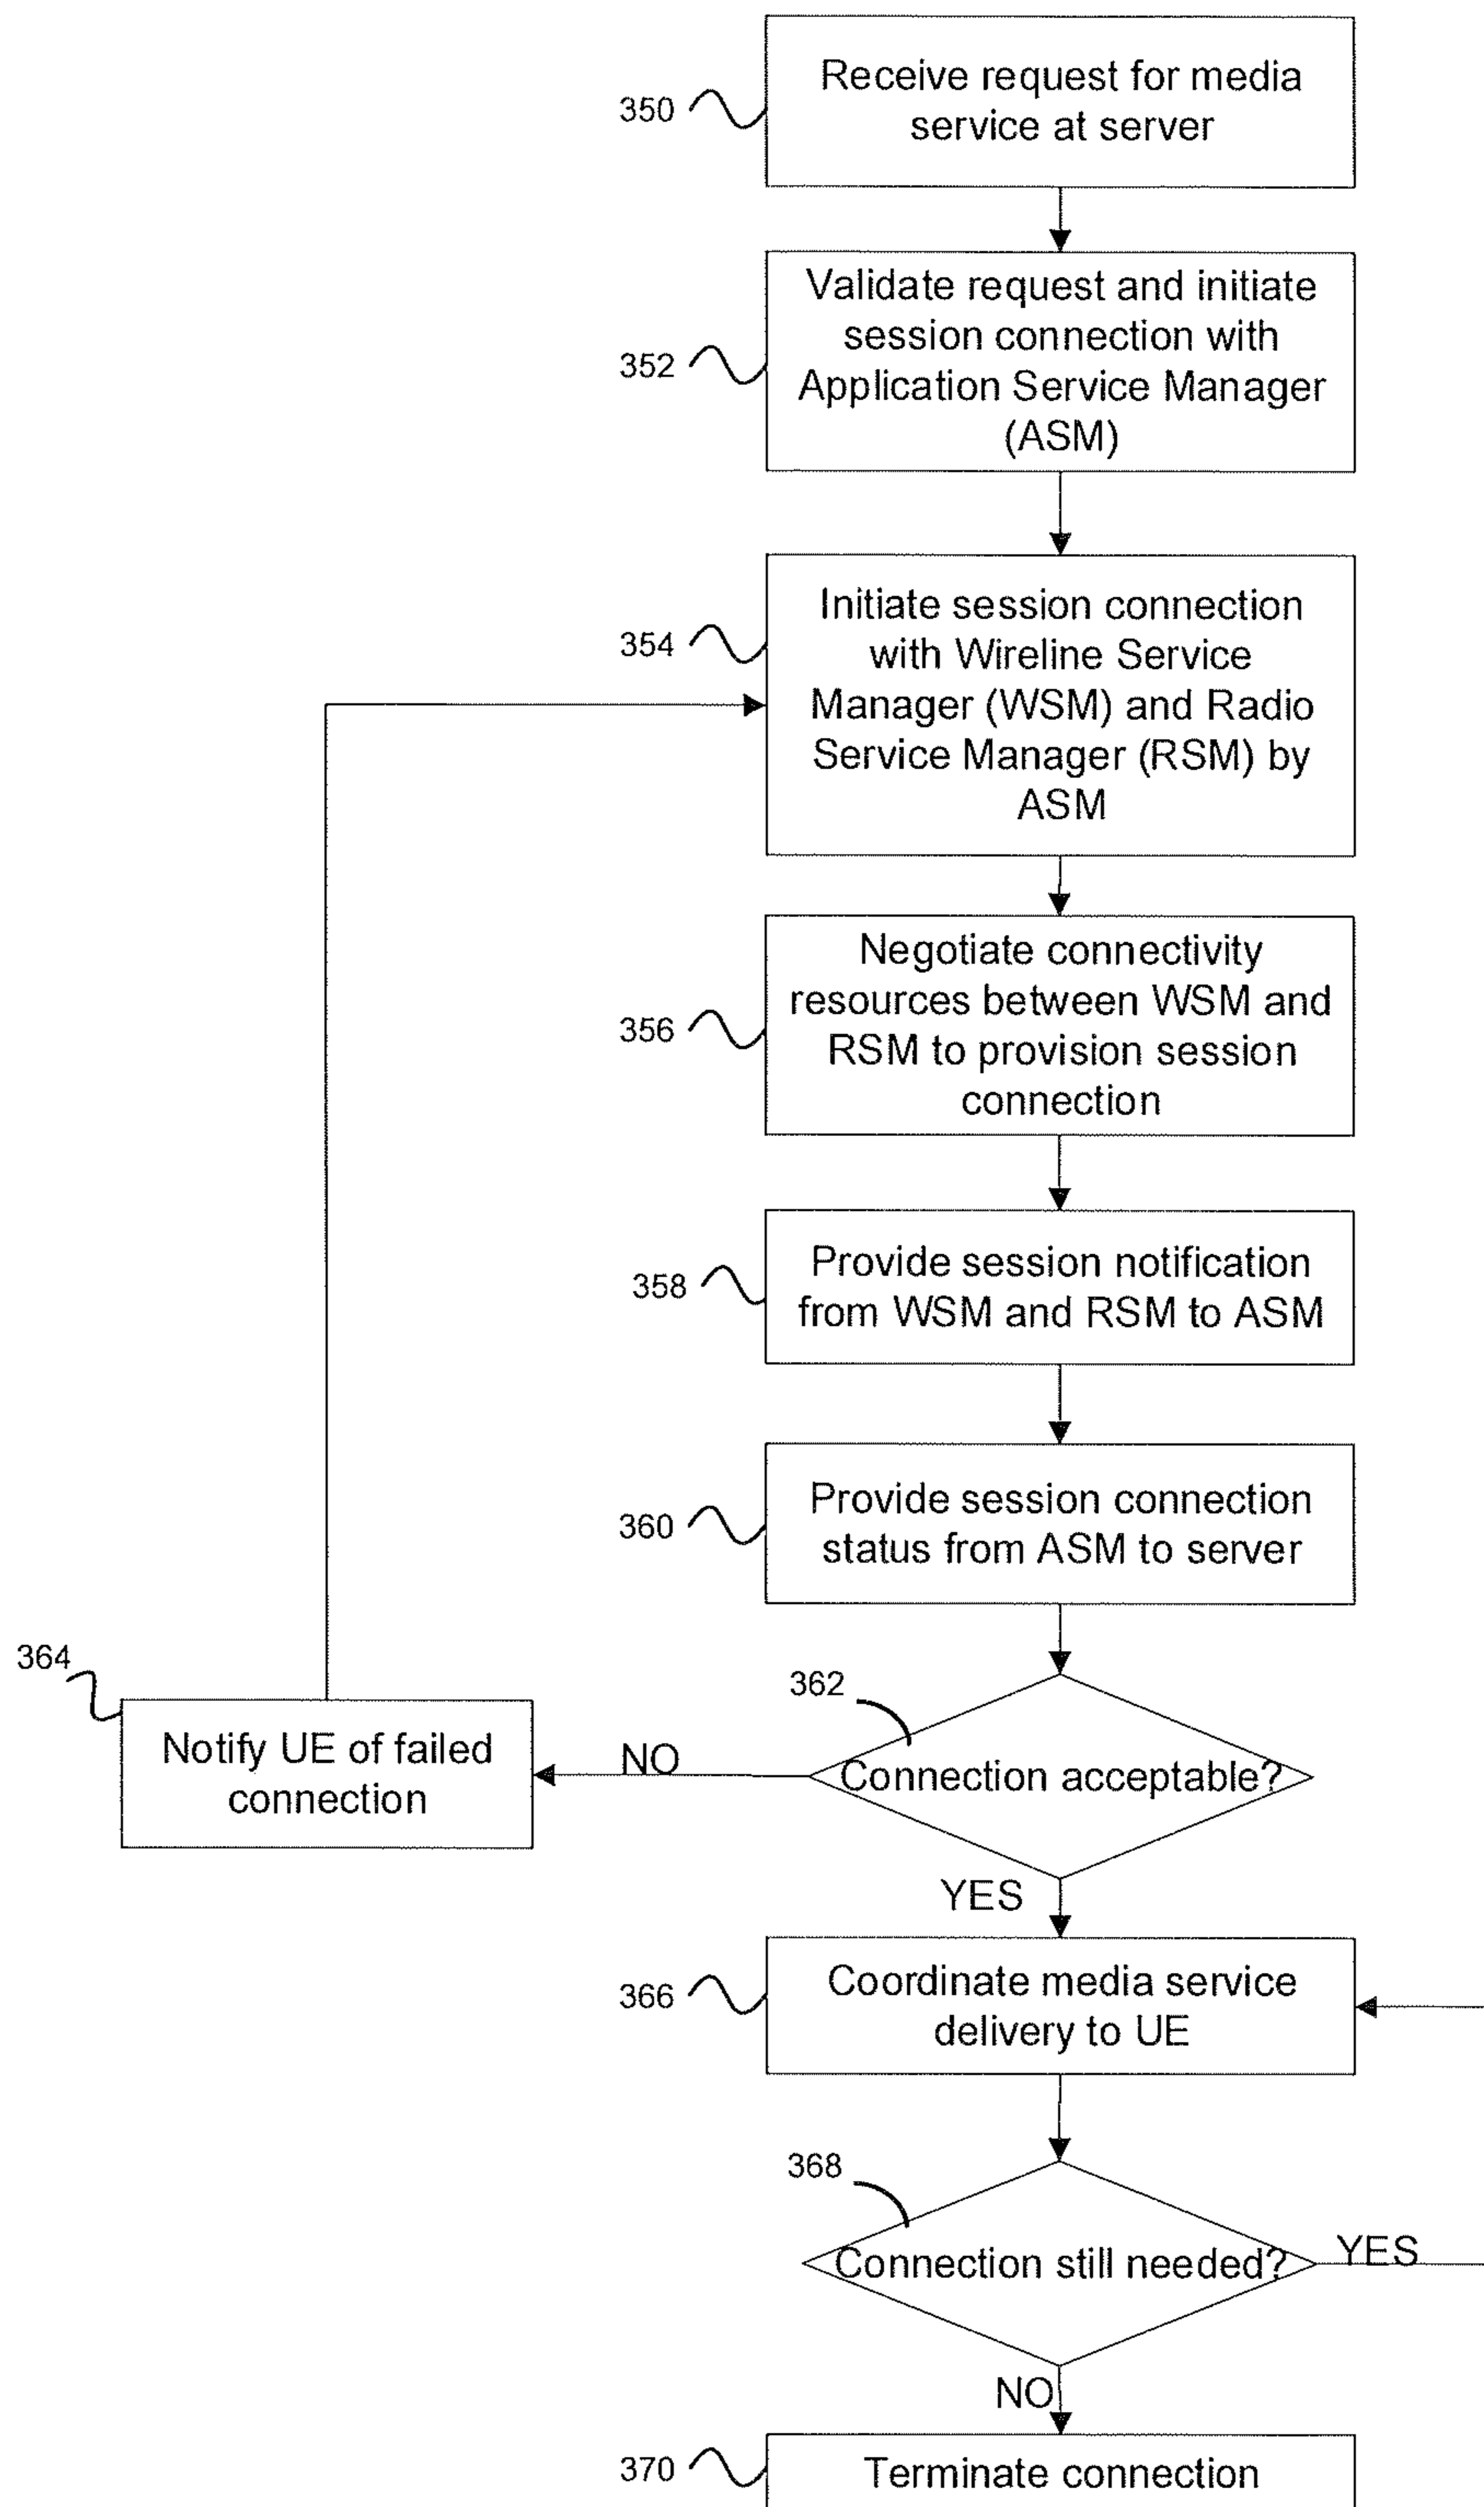 350
Receive request for media
service at server
352
Validate request and initiate
session connection with
Application Service Manager
(ASM)
354
Initiate session connection
with Wireline Service
Manager (WSM) and Radio
Service Manager (RSM) by
ASM
356
Negotiate connectivity
resources between WSM and
RSM to provision session
connection
358
Provide session notification
from WSM and RSM to ASM
360
Provide session connection
status from ASM to server
364
Notify UE of failed
connection
NO
362
Connection acceptable?
YES
366
Coordinate media service
delivery to UE
368
Connection still needed?
YES
NO
370
Terminate connection